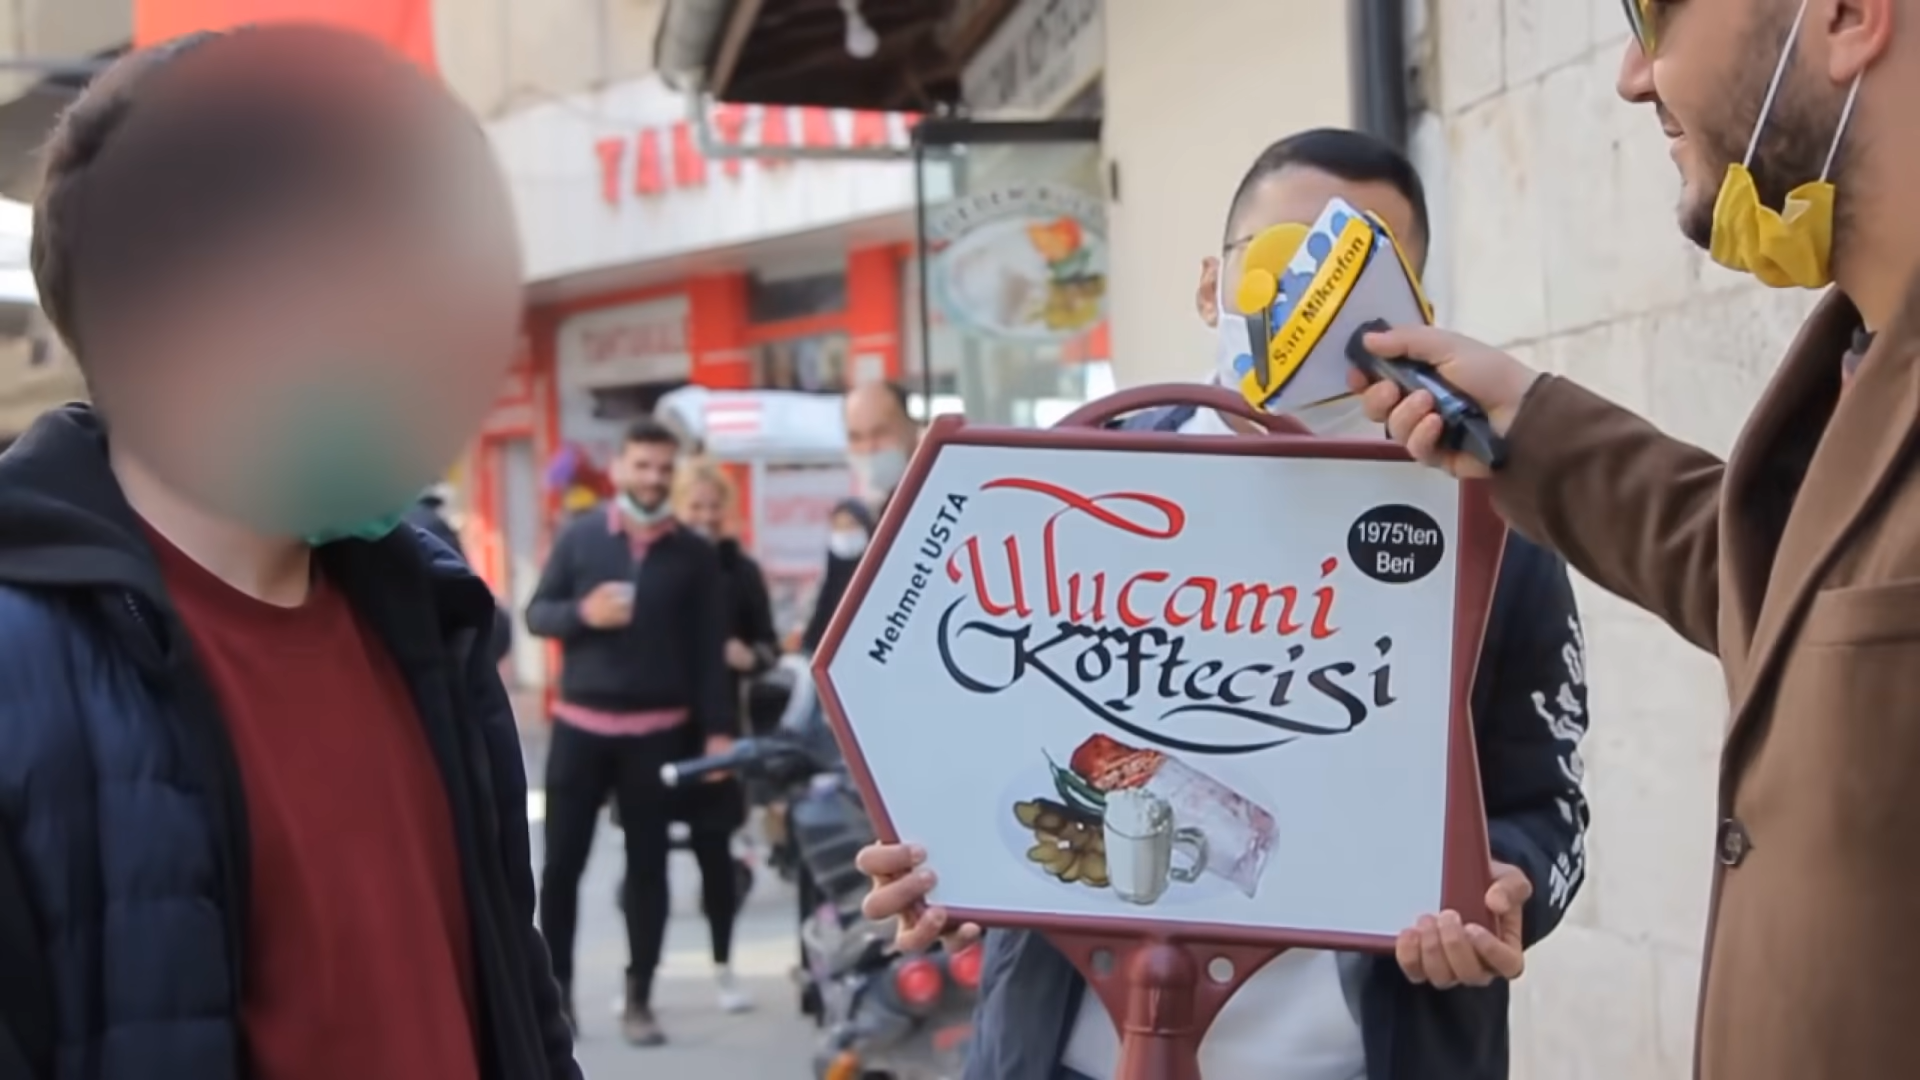 Sarı Mikrofon
Mehmet USTA
Ulucami
Köftecisi
1975'ten
Beri